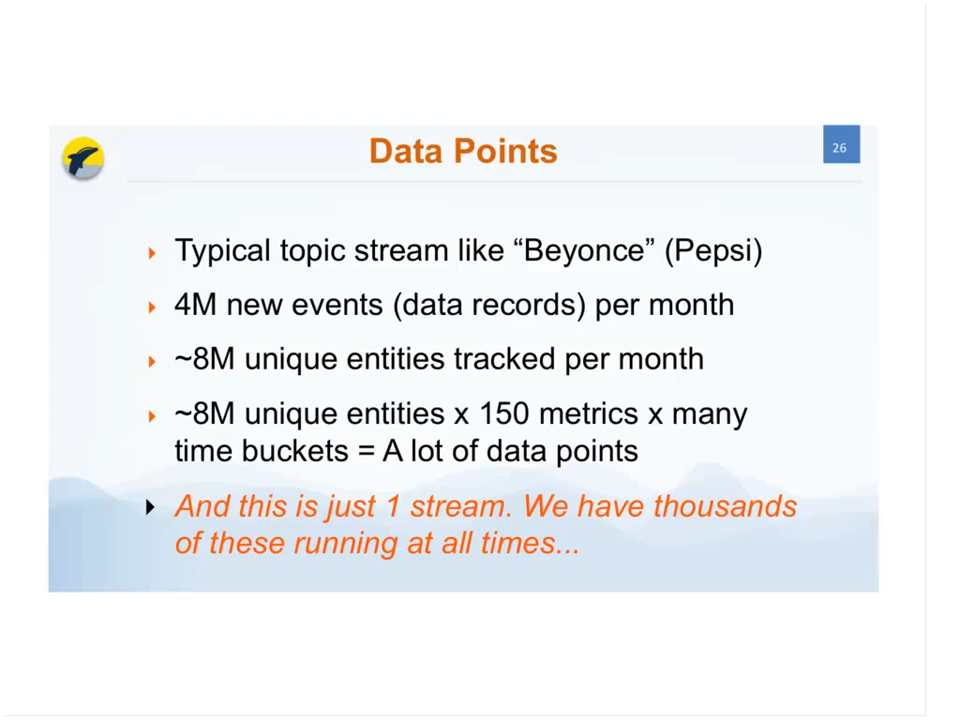 Data Points
26
Typical topic stream like “Beyonce” (Pepsi)
4M new events (data records) per month
~8M unique entities tracked per month
~8M unique entities x 150 metrics x many
time buckets = A lot of data points
And this is just 1 stream. We have thousands
of these running at all times...